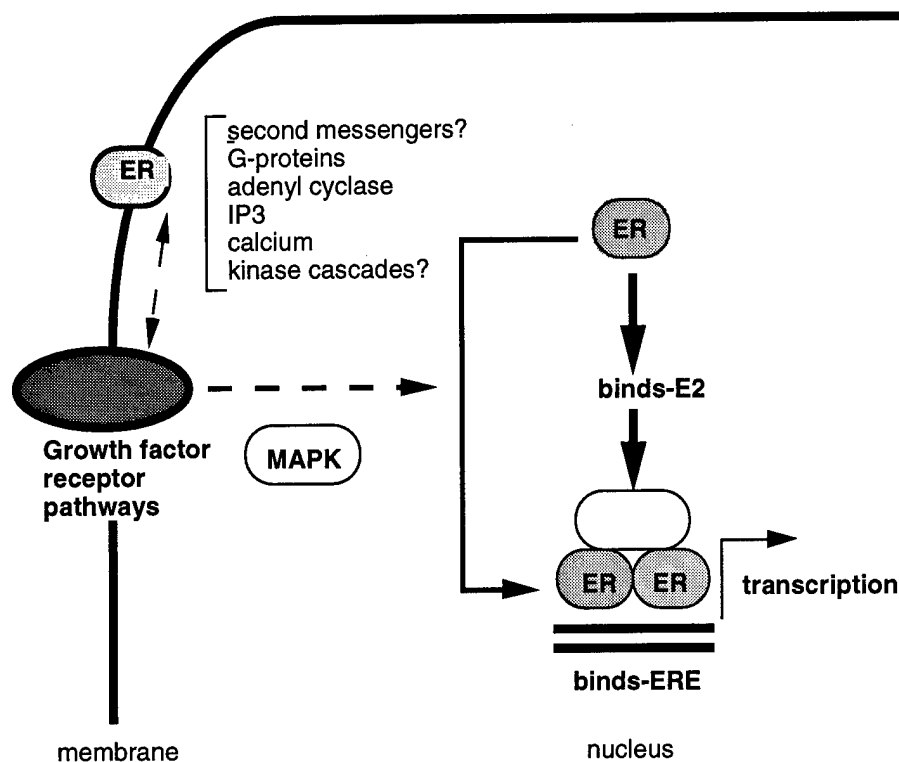 second messengers?
G-proteins
adenyl cyclase
IP3
calcium
kinase cascades?
ER
ER
binds-E2
Growth factor
receptor
pathways
MAPK
ER
ER
transcription
binds-ERE
membrane
nucleus